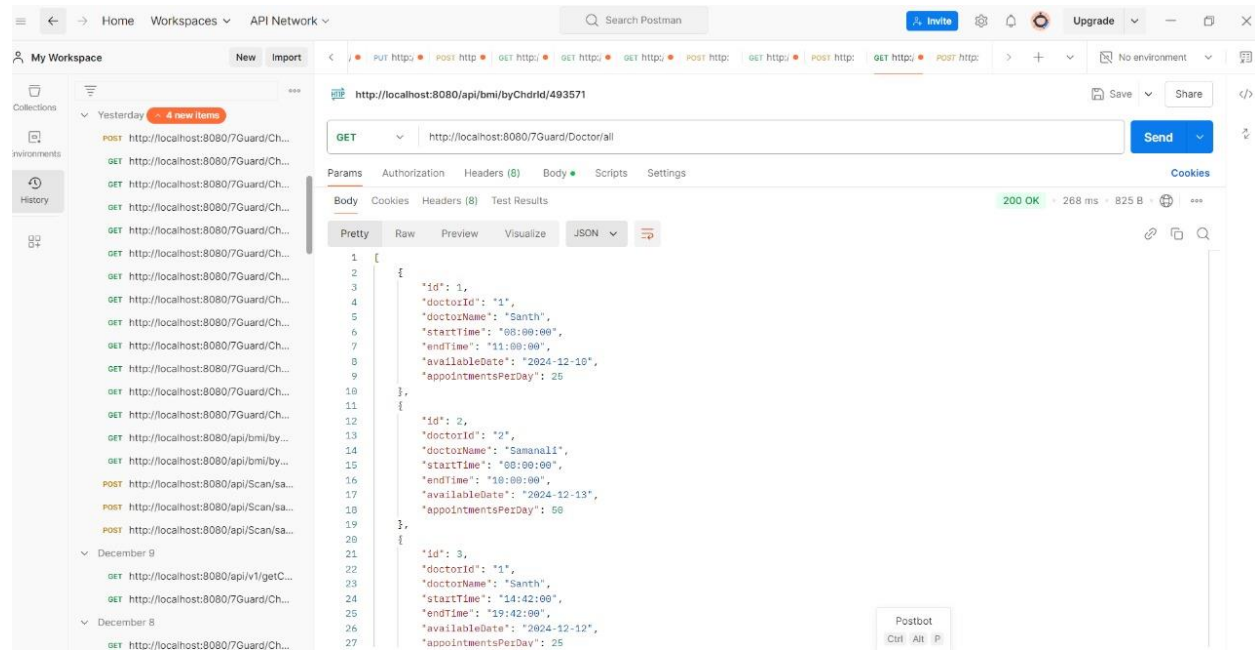 Home Workspaces API Network Search Postman Invite Upgrade
My Workspace New Import PUT http:/ POST http GET http:/ GET http:/ GET http:/ POST http: GET http:/ POST http: GET http:/ POST http: No environment
Collections
Environments
History
Yesterday 4 new items
POST http://localhost:8080/7Guard/Ch...
GET http://localhost:8080/7Guard/Ch...
GET http://localhost:8080/7Guard/Ch...
GET http://localhost:8080/7Guard/Ch...
GET http://localhost:8080/7Guard/Ch...
GET http://localhost:8080/7Guard/Ch...
GET http://localhost:8080/7Guard/Ch...
GET http://localhost:8080/7Guard/Ch...
GET http://localhost:8080/7Guard/Ch...
GET http://localhost:8080/7Guard/Ch...
GET http://localhost:8080/7Guard/Ch...
GET http://localhost:8080/7Guard/Ch...
GET http://localhost:8080/7Guard/Ch...
GET http://localhost:8080/api/bmi/by...
GET http://localhost:8080/api/bmi/by...
POST http://localhost:8080/api/Scan/sa...
POST http://localhost:8080/api/Scan/sa...
POST http://localhost:8080/api/Scan/sa...
December 9
GET http://localhost:8080/api/v1/getC...
GET http://localhost:8080/7Guard/Ch...
December 8
GET http://localhost:8080/7Guard/Ch...
HTTP http://localhost:8080/api/bmi/byChdrId/493571 Save Share
GET http://localhost:8080/7Guard/Doctor/all Send
Params Authorization Headers (8) Body Scripts Settings Cookies
Body Cookies Headers (8) Test Results 200 OK 268 ms 825 B
Pretty Raw Preview Visualize JSON
1 [
2 {
3 "id": 1,
4 "doctorId": "1",
5 "doctorName": "Santh",
6 "startTime": "08:00:00",
7 "endTime": "11:00:00",
8 "availableDate": "2024-12-10",
9 "appointmentsPerDay": 25
10 },
11 {
12 "id": 2,
13 "doctorId": "2",
14 "doctorName": "Samanali",
15 "startTime": "08:00:00",
16 "endTime": "10:00:00",
17 "availableDate": "2024-12-13",
18 "appointmentsPerDay": 50
19 },
20 {
21 "id": 3,
22 "doctorId": "1",
23 "doctorName": "Santh",
24 "startTime": "14:42:00",
25 "endTime": "19:42:00",
26 "availableDate": "2024-12-12",
27 "appointmentsPerDay": 25
Postbot
Ctrl Alt P